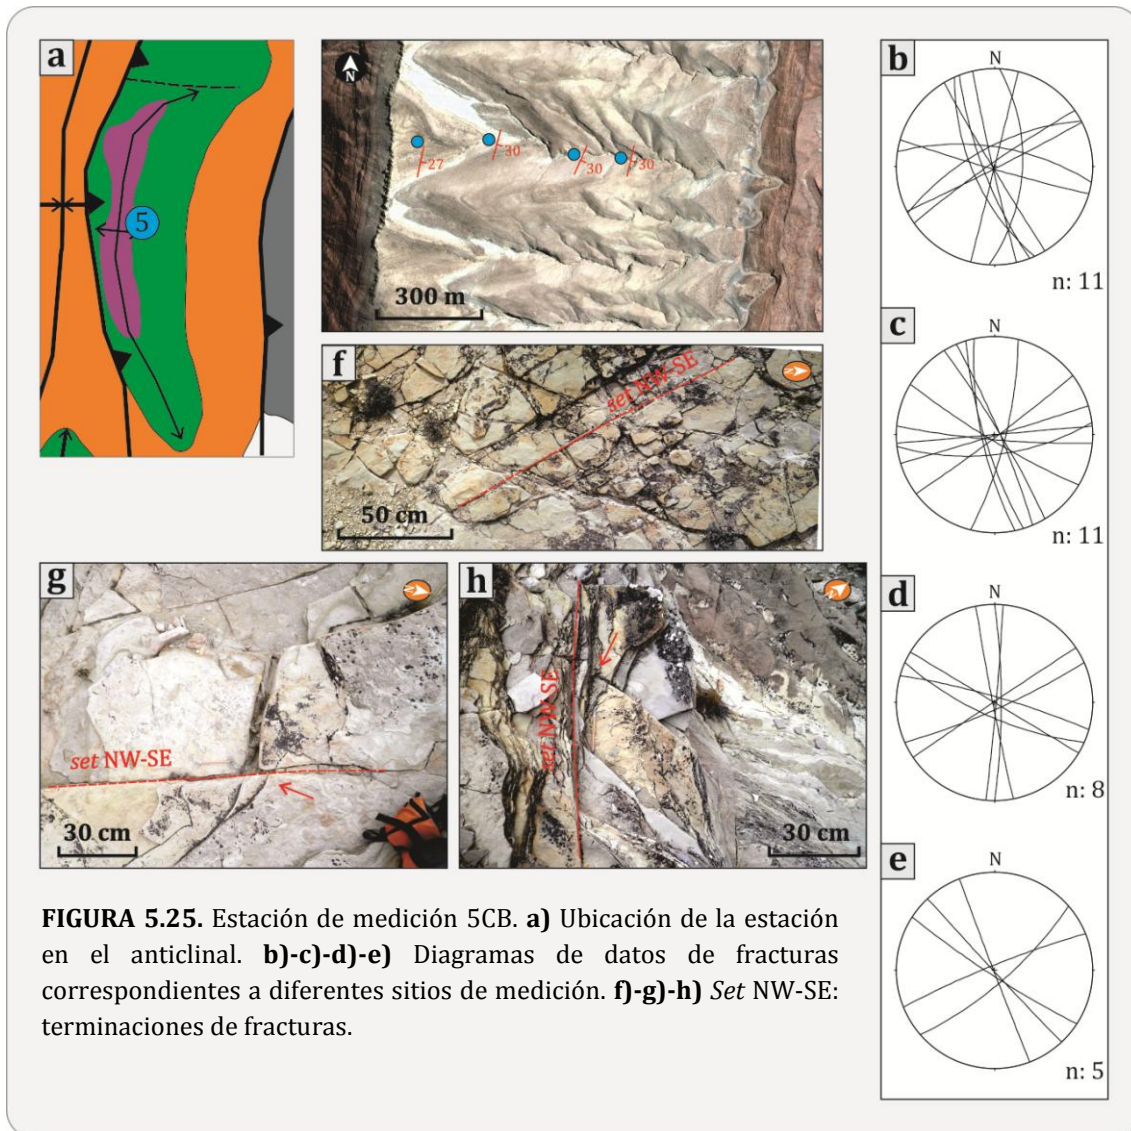 a
5
N
27
30
30
30
300 m
b
N
n: 11
c
N
n: 11
d
N
n: 8
e
N
n: 5
f
set NW-SE
50 cm
g
set NW-SE
30 cm
h
set NW-SE
30 cm
FIGURA 5.25. Estación de medición 5CB. a) Ubicación de la estación
en el anticlinal. b)-c)-d)-e) Diagramas de datos de fracturas
correspondientes a diferentes sitios de medición. f)-g)-h) Set NW-SE:
terminaciones de fracturas.